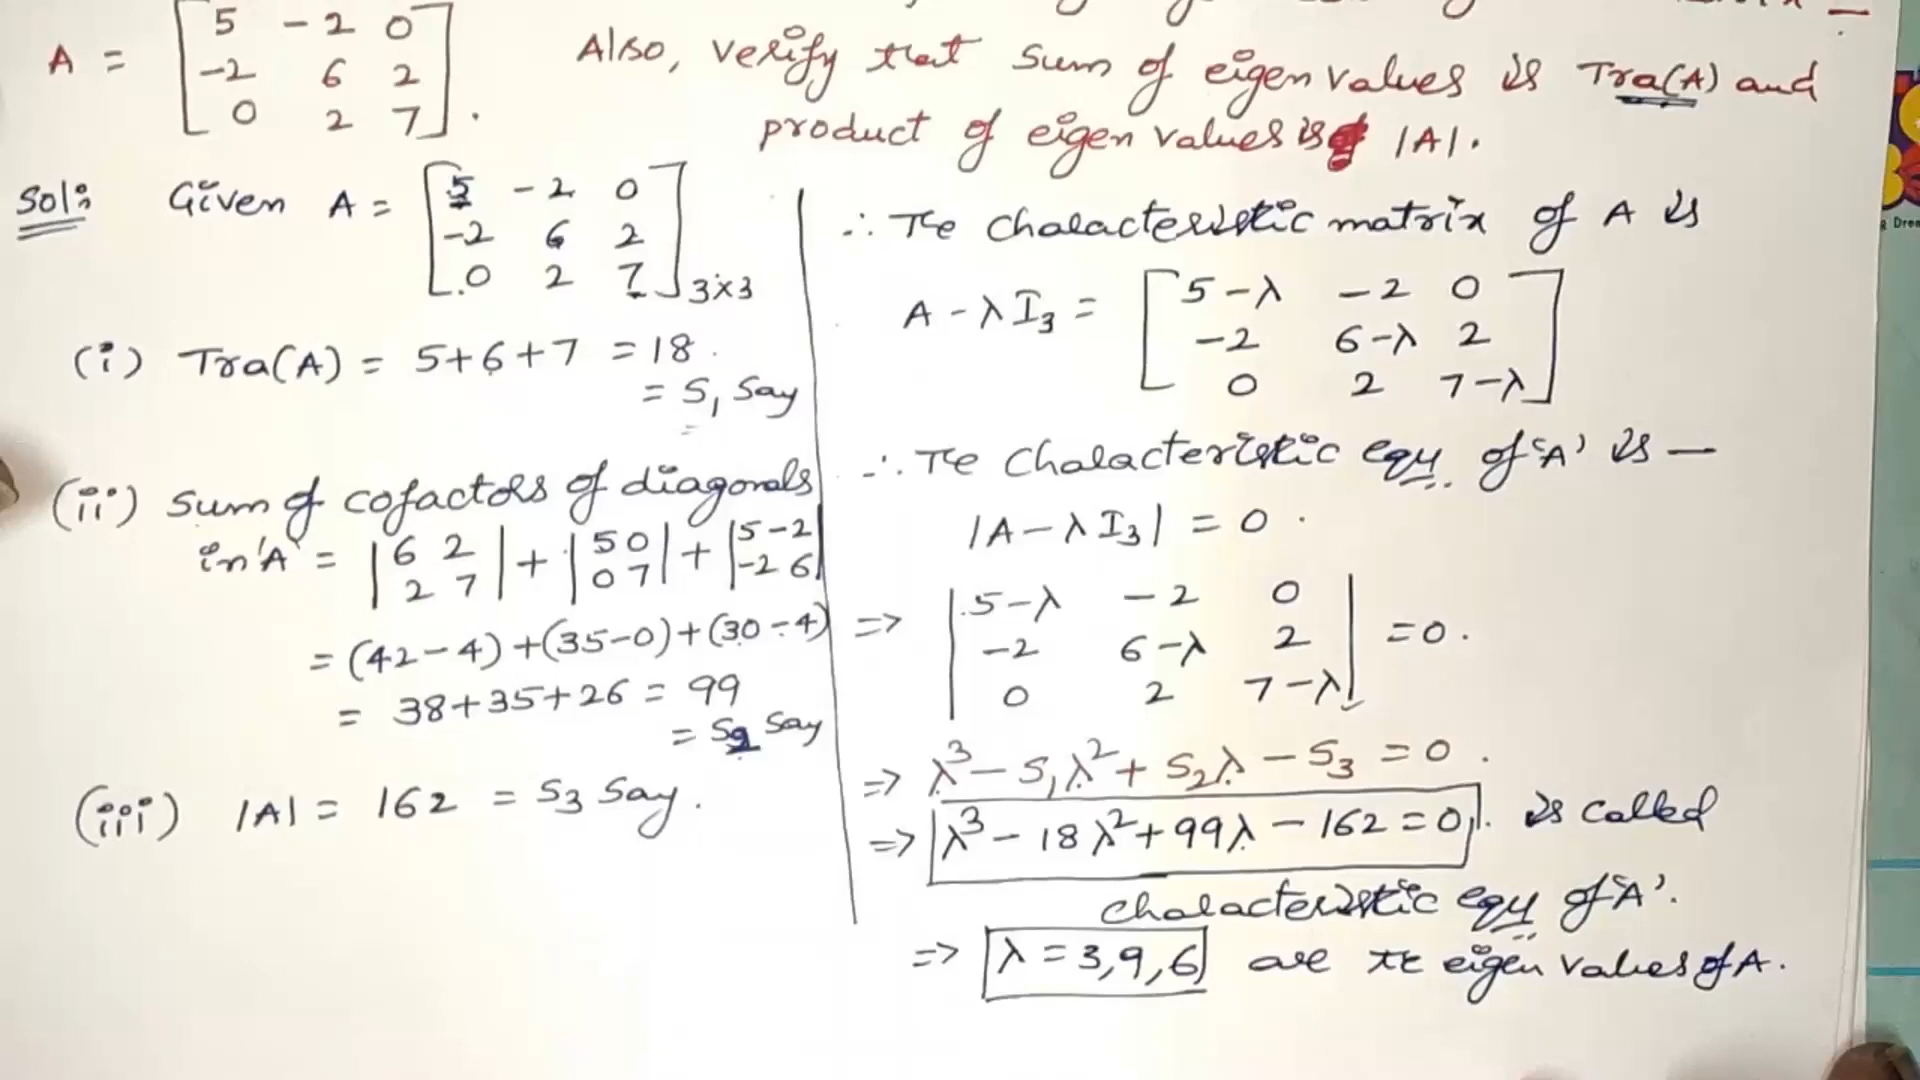 A = [5 -2 0
-2 6 2
0 2 7].
Also, verify that sum of eigen values is Tra(A) and
product of eigen values is |A|.
Sol: Given A = [5 -2 0
-2 6 2
0 2 7]3×3
(i) Tra(A) = 5+6+7 = 18.
= S₁ Say
(ii) Sum of cofactors of diagonals
in 'A' = |6 2
2 7| + |5 0
0 7| + |5 -2
-2 6|
= (42-4)+(35-0)+(30-4)
= 38+35+26 = 99
= S₂ Say
(iii) |A| = 162 = S₃ Say.
∴ The characteristic matrix of A is
A - λI₃ = [5-λ -2 0
-2 6-λ 2
0 2 7-λ]
∴ The characteristic equ. of 'A' is —
|A - λI₃| = 0.
=> |5-λ -2 0
-2 6-λ 2
0 2 7-λ| = 0.
=> λ³ - S₁λ² + S₂λ - S₃ = 0.
=> λ³ - 18λ² + 99λ - 162 = 0. is called
characteristic equ of 'A'.
=> λ = 3, 9, 6 are the eigen values of A.